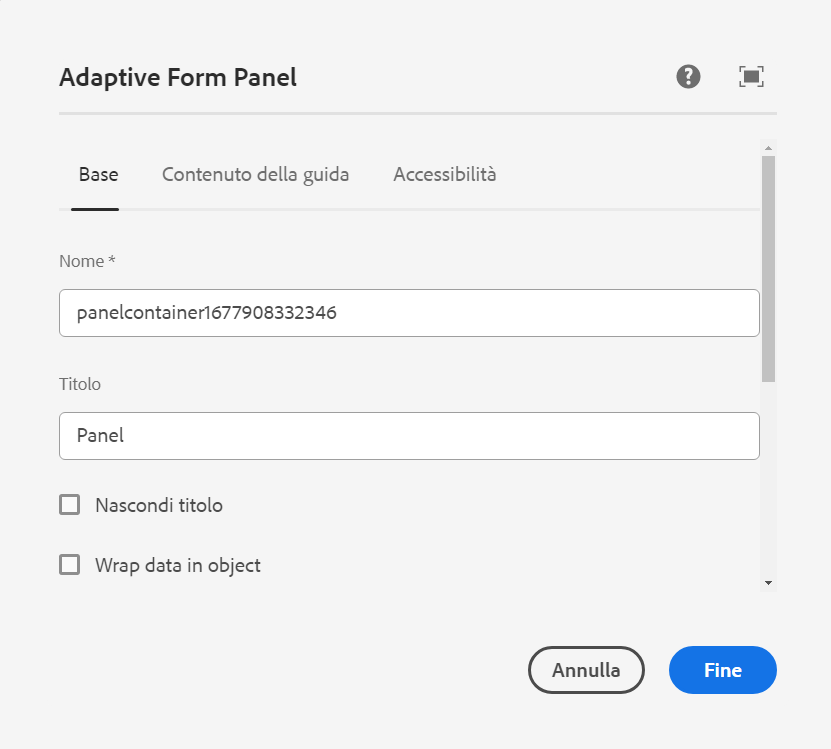 Adaptive Form Panel
Base Contenuto della guida Accessibilità
Nome *
panelcontainer1677908332346
Titolo
Panel
Nascondi titolo
Wrap data in object
Annulla Fine